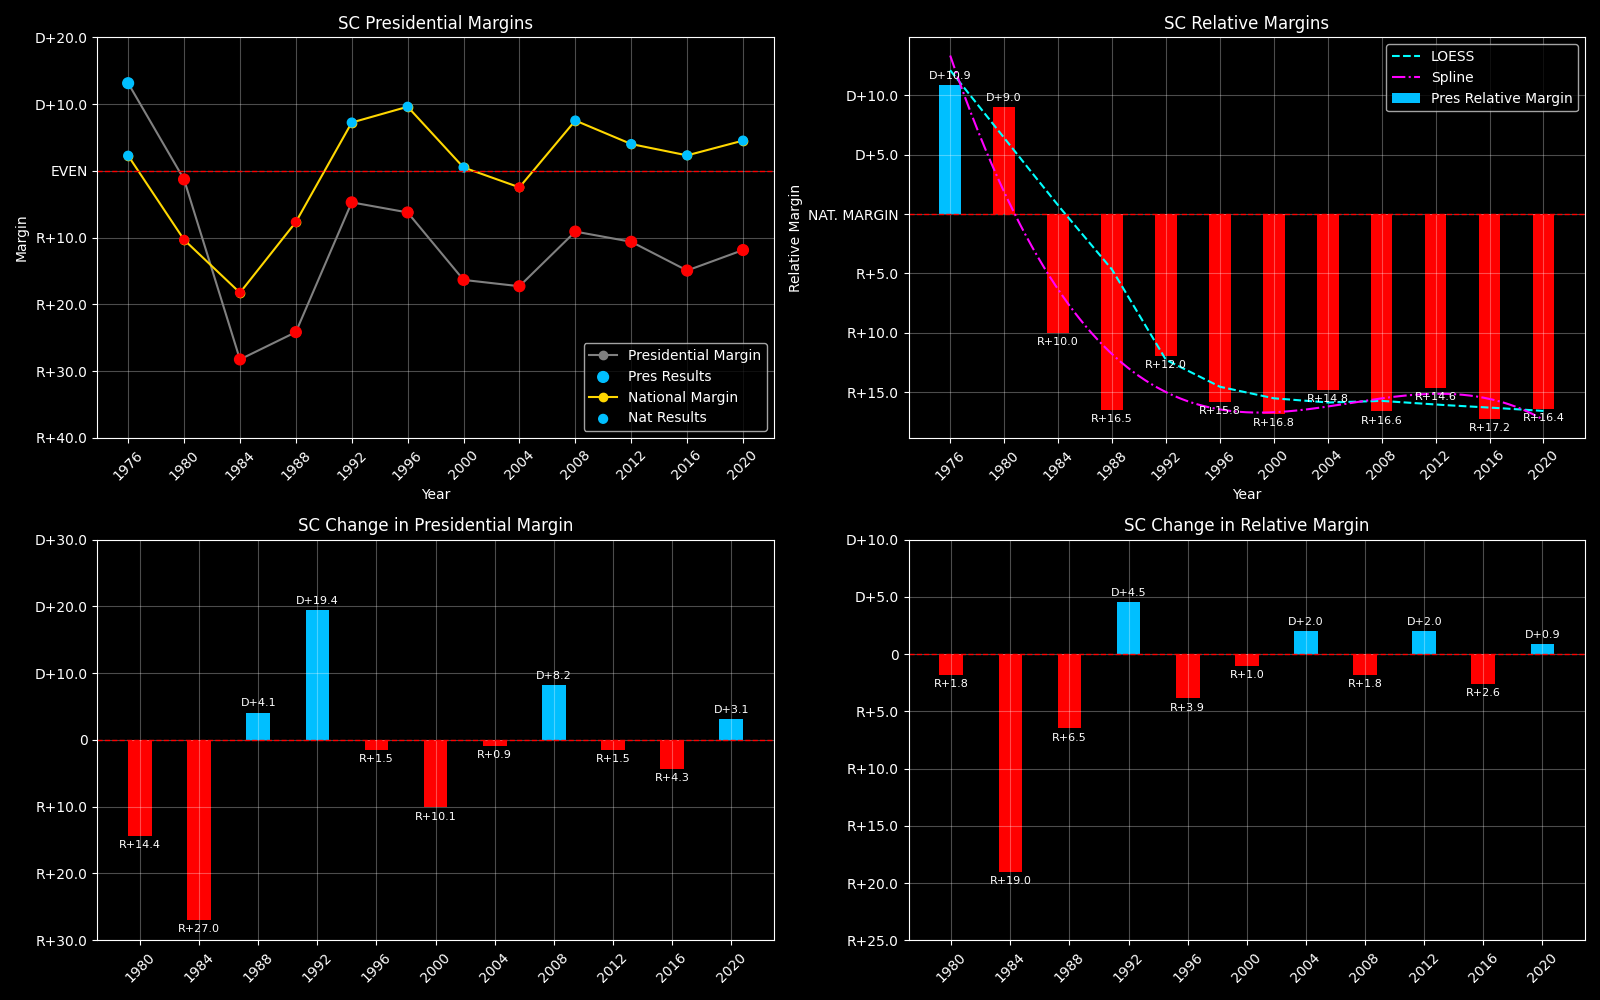 SC Presidential Margins
D+20.0
D+10.0
EVEN
R+10.0
R+20.0
R+30.0
R+40.0
Margin
1976
1980
1984
1988
1992
1996
2000
2004
2008
2012
2016
2020
Year
Presidential Margin
Pres Results
National Margin
Nat Results
SC Relative Margins
D+10.0
D+5.0
NAT. MARGIN
R+5.0
R+10.0
R+15.0
Relative Margin
D+10.9
D+9.0
R+10.0
R+16.5
R+12.0
R+15.8
R+16.8
R+14.8
R+16.6
R+14.6
R+17.2
R+16.4
1976
1980
1984
1988
1992
1996
2000
2004
2008
2012
2016
2020
Year
LOESS
Spline
Pres Relative Margin
SC Change in Presidential Margin
D+30.0
D+20.0
D+10.0
0
R+10.0
R+20.0
R+30.0
R+14.4
R+27.0
D+4.1
D+19.4
R+1.5
R+10.1
R+0.9
D+8.2
R+1.5
R+4.3
D+3.1
1980
1984
1988
1992
1996
2000
2004
2008
2012
2016
2020
SC Change in Relative Margin
D+10.0
D+5.0
0
R+5.0
R+10.0
R+15.0
R+20.0
R+25.0
R+1.8
R+19.0
R+6.5
D+4.5
R+3.9
R+1.0
D+2.0
R+1.8
D+2.0
R+2.6
D+0.9
1980
1984
1988
1992
1996
2000
2004
2008
2012
2016
2020